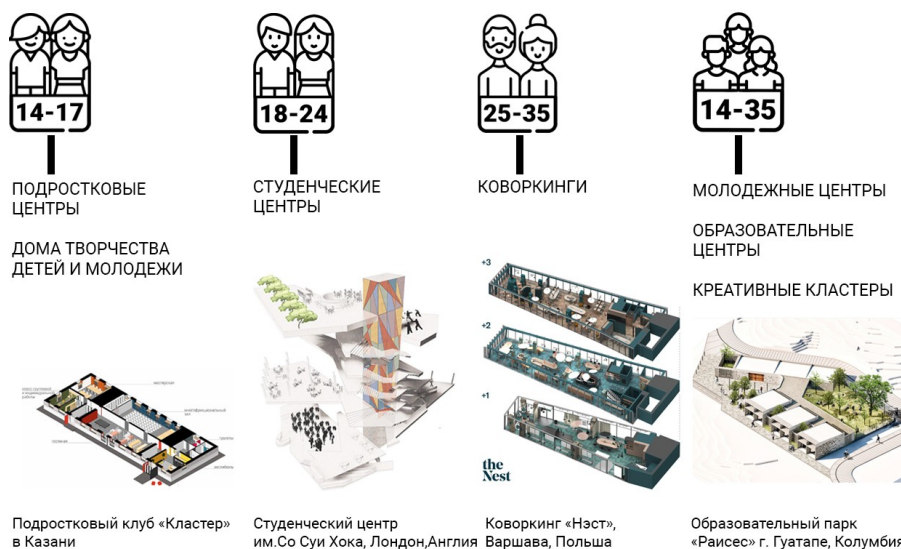 14-17
ПОДРОСТКОВЫЕ
ЦЕНТРЫ
ДОМА ТВОРЧЕСТВА
ДЕТЕЙ И МОЛОДЕЖИ
Подростковый клуб «Кластер»
в Казани
18-24
СТУДЕНЧЕСКИЕ
ЦЕНТРЫ
Студенческий центр
им.Со Суи Хока, Лондон,Англия
25-35
КОВОРКИНГИ
+3
+2
+1
the
Nest
Коворкинг «Нэст»,
Варшава, Польша
14-35
МОЛОДЕЖНЫЕ ЦЕНТРЫ
ОБРАЗОВАТЕЛЬНЫЕ
ЦЕНТРЫ
КРЕАТИВНЫЕ КЛАСТЕРЫ
Образовательный парк
«Раисес» г. Гуатапе, Колумбия